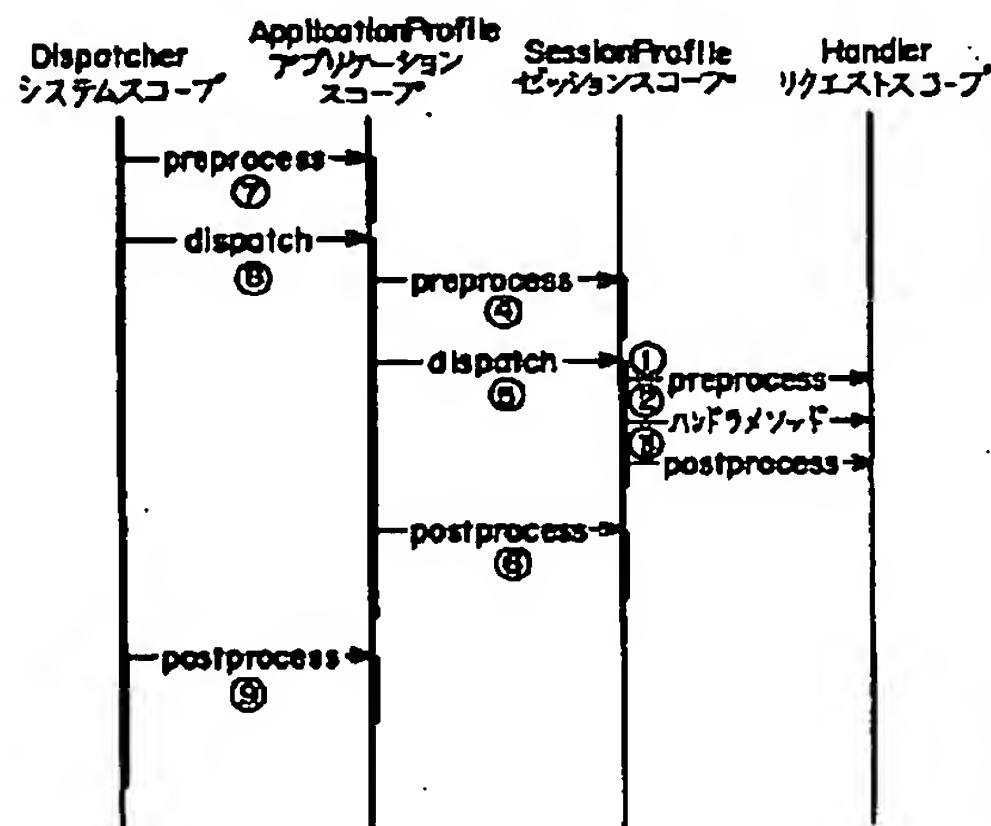 Dispatcher
システムスコープ
ApplicationProfile
アプリケーション
スコープ
SessionProfile
セッションスコープ
Handler
リクエストスコープ
preprocess
⑦
dispatch
⑧
preprocess
④
dispatch
⑤
①
preprocess
②
ハンドラメソッド
③
postprocess
postprocess
⑥
postprocess
⑨